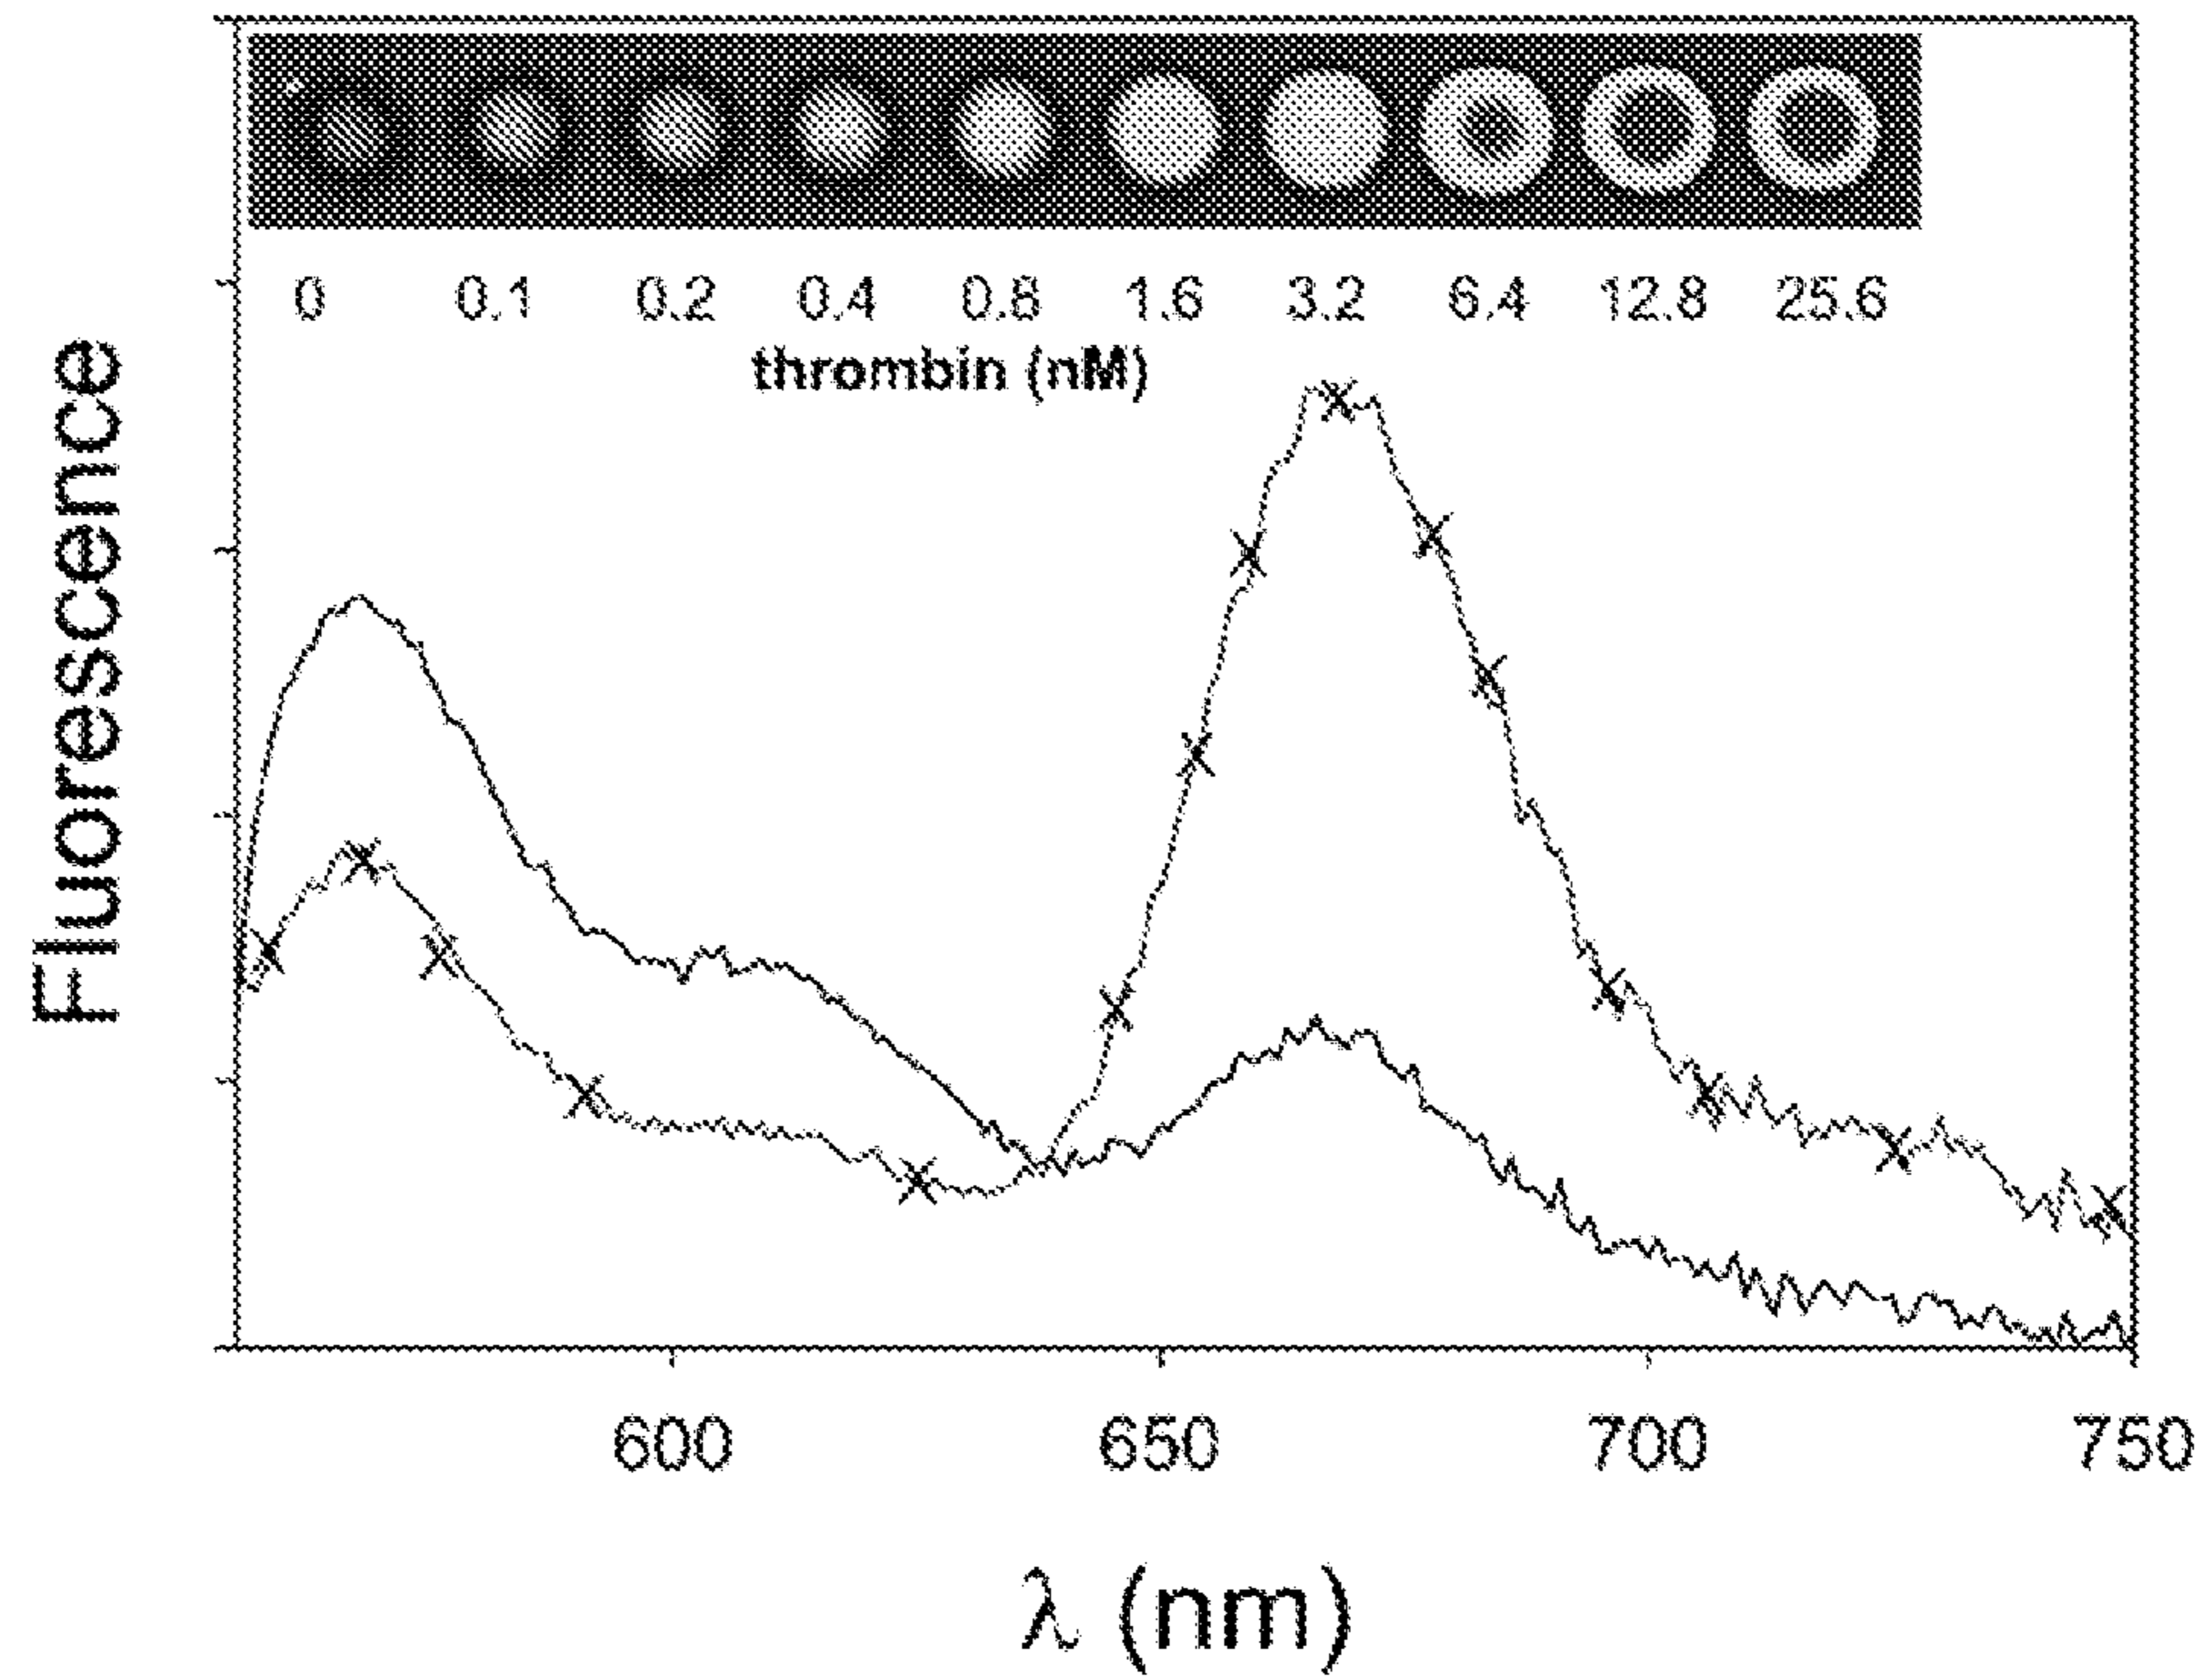 0 0.1 0.2 0.4 0.8 1.6 3.2 6.4 12.8 25.6
thrombin (nM)
Fluorescence
600 650 700 750
λ (nm)